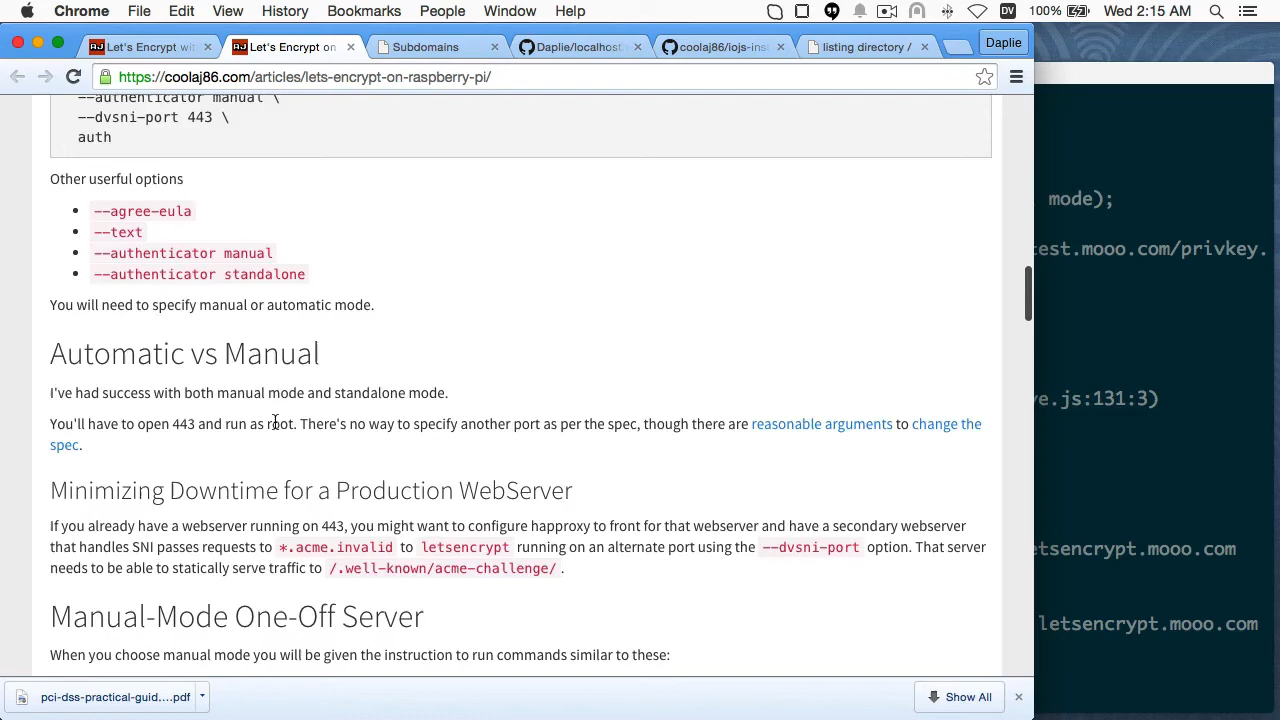 Chrome File Edit View History Bookmarks People Window Help DV 100% Wed 2:15 AM
Let's Encrypt wit Let's Encrypt on Subdomains Daplie/localhost. coolaj86/iojs-ins listing directory / Daplie
https://coolaj86.com/articles/lets-encrypt-on-raspberry-pi/
--authenticator manual \
--dvsni-port 443 \
auth
Other userful options
--agree-eula
--text
--authenticator manual
--authenticator standalone
You will need to specify manual or automatic mode.
Automatic vs Manual
I've had success with both manual mode and standalone mode.
You'll have to open 443 and run as root. There's no way to specify another port as per the spec, though there are reasonable arguments to change the
spec.
Minimizing Downtime for a Production WebServer
If you already have a webserver running on 443, you might want to configure happroxy to front for that webserver and have a secondary webserver
that handles SNI passes requests to *.acme.invalid to letsencrypt running on an alternate port using the --dvsni-port option. That server
needs to be able to statically serve traffic to /.well-known/acme-challenge/ .
Manual-Mode One-Off Server
When you choose manual mode you will be given the instruction to run commands similar to these:
mode);
test.mooo.com/privkey.
ve.js:131:3)
etsencrypt.mooo.com
letsencrypt.mooo.com
pci-dss-practical-guid....pdf Show All